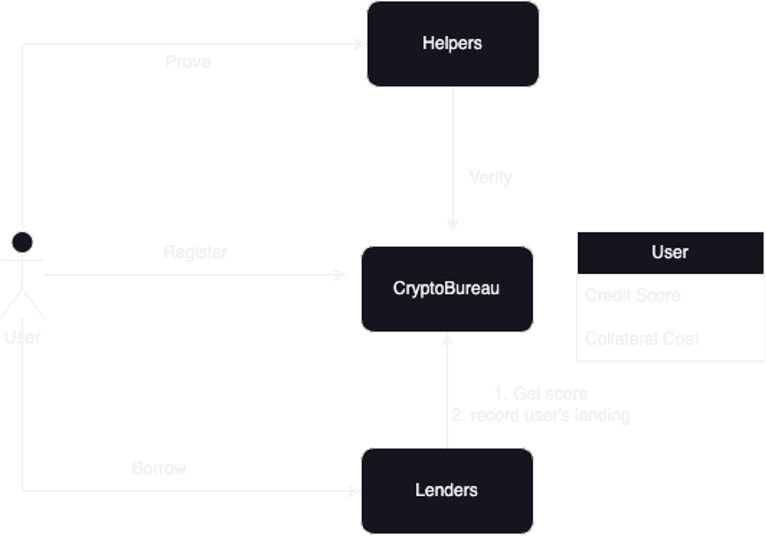 Helpers
Prove
Verify
Register
User
CryptoBureau
User
Credit Score
Collateral Coef
1. Get score
2. record user's lending
Borrow
Lenders